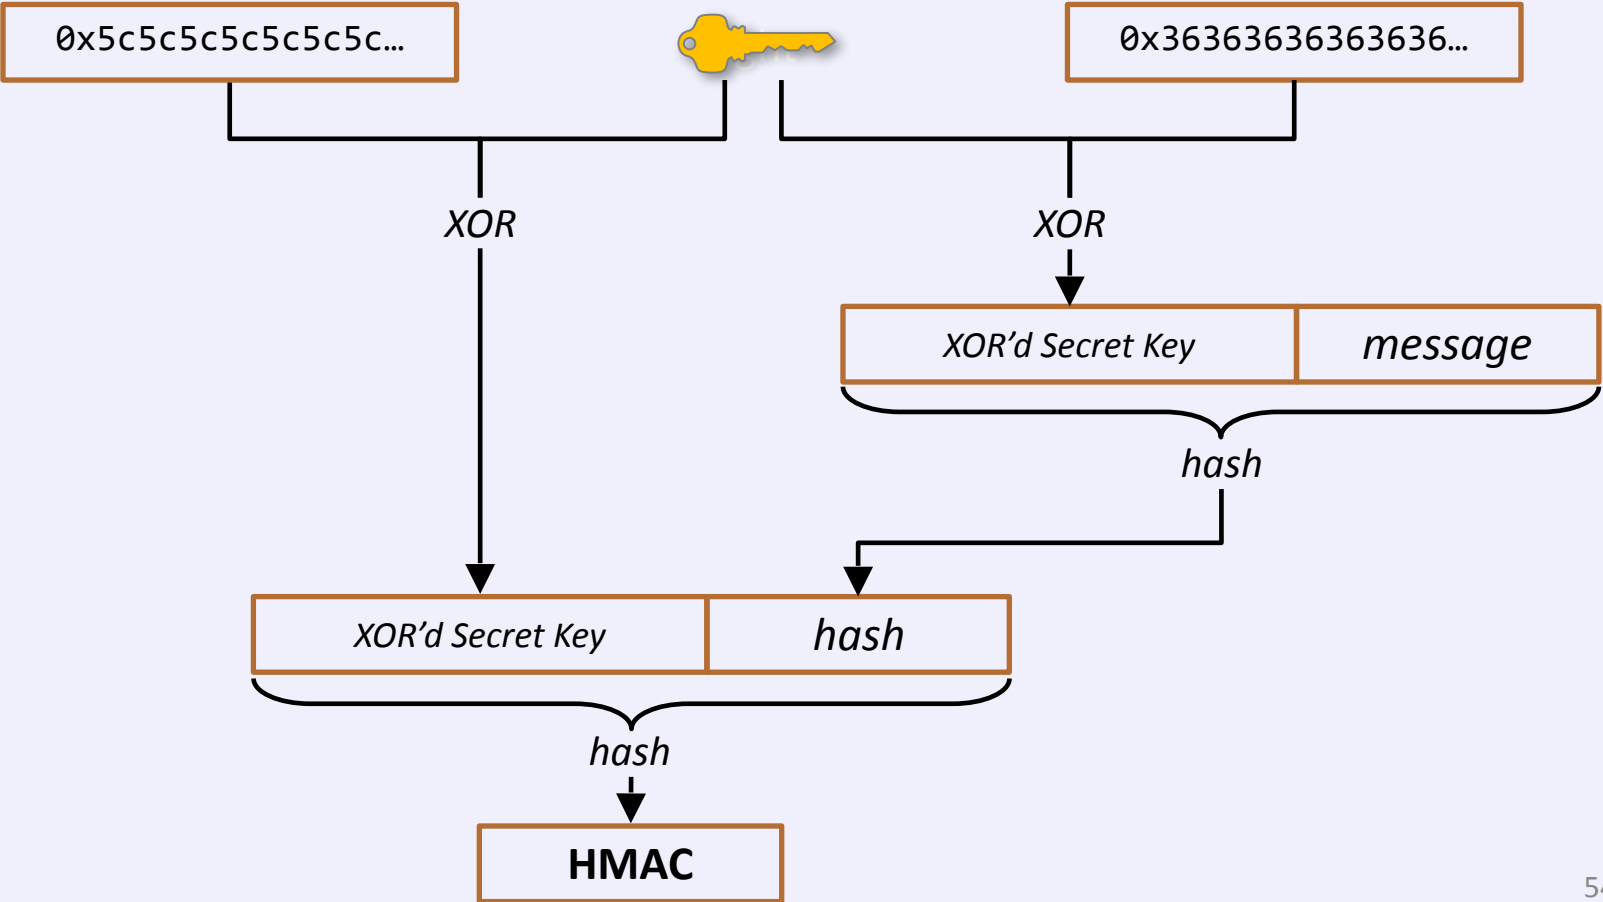 0x5c5c5c5c5c5c5c…
0x36363636363636…
XOR
XOR
XOR’d Secret Key
message
hash
XOR’d Secret Key
hash
hash
HMAC